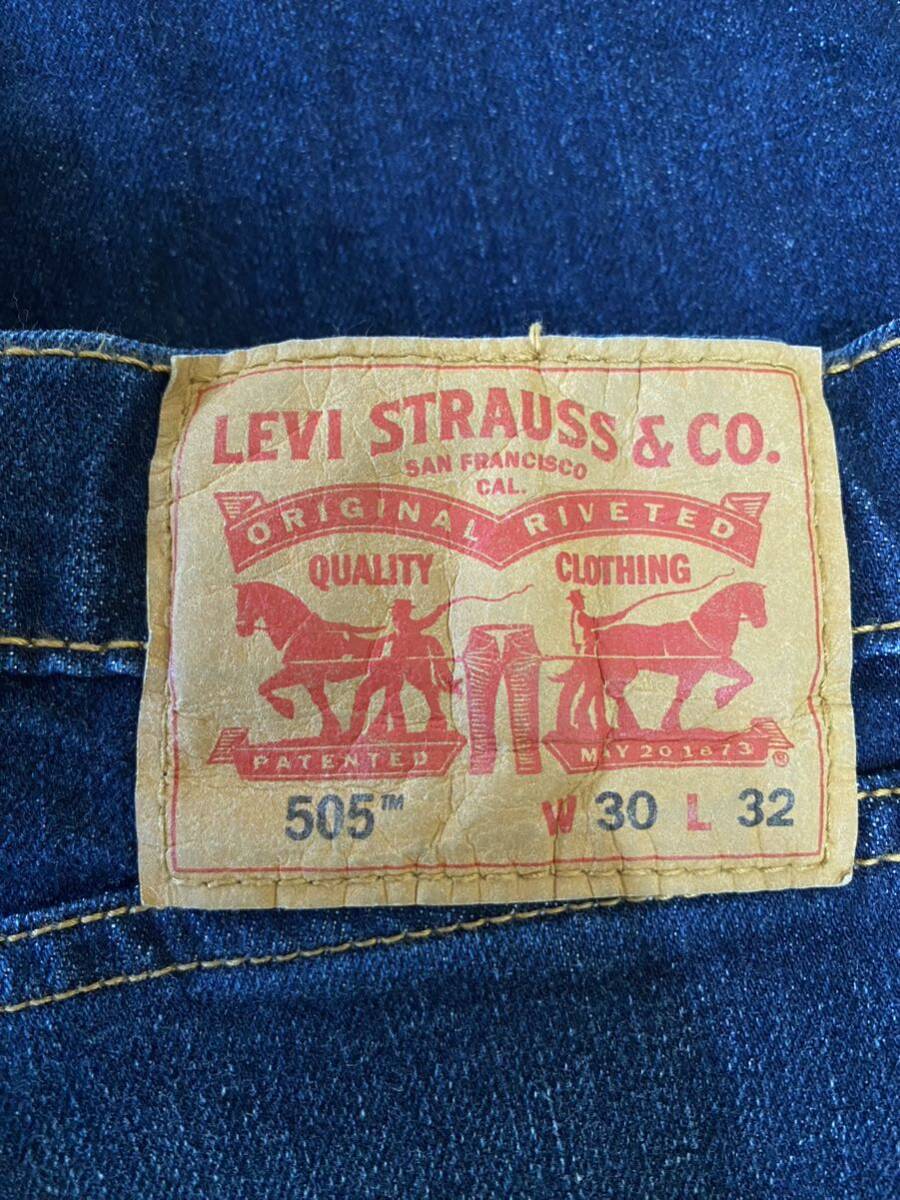 LEVI STRAUSS & CO.
SAN FRANCISCO
CAL.
ORIGINAL RIVETED
QUALITY CLOTHING
PATENTED MAY 20 1873 ®
505™ W 30 L 32